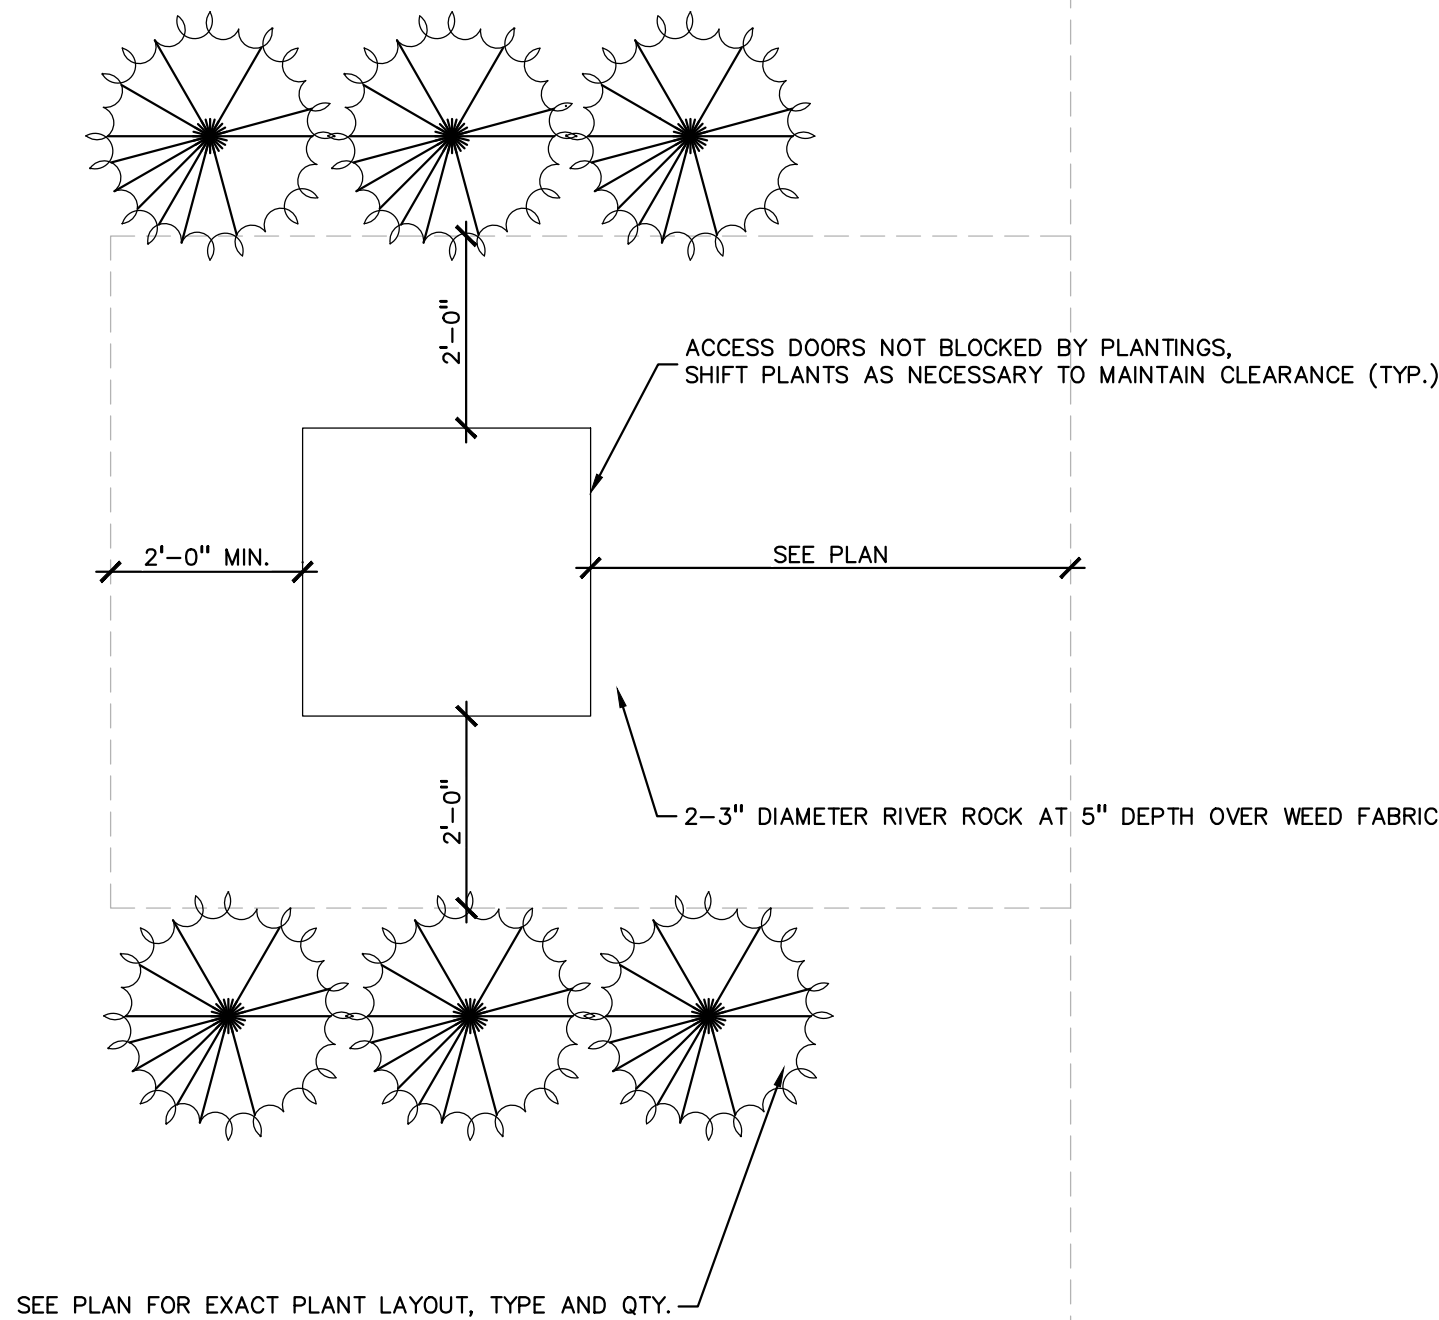 2'-0"
ACCESS DOORS NOT BLOCKED BY PLANTINGS,
SHIFT PLANTS AS NECESSARY TO MAINTAIN CLEARANCE (TYP.)
2'-0" MIN.
SEE PLAN
2'-0"
2-3" DIAMETER RIVER ROCK AT 5" DEPTH OVER WEED FABRIC
SEE PLAN FOR EXACT PLANT LAYOUT, TYPE AND QTY.